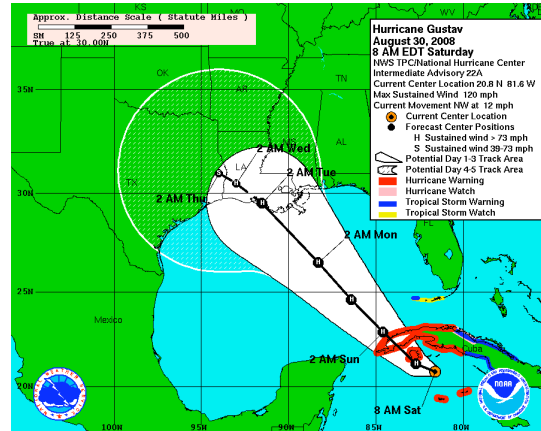 Approx. Distance Scale ( Statute Miles )
SM 125 250 375 500
True at 30.00N
Hurricane Gustav
August 30, 2008
8 AM EDT Saturday
NWS TPC/National Hurricane Center
Intermediate Advisory 22A
Current Center Location 20.8 N 81.6 W
Max Sustained Wind 120 mph
Current Movement NW at 12 mph
Current Center Location
Forecast Center Positions
H Sustained wind > 73 mph
S Sustained wind 39-73 mph
Potential Day 1-3 Track Area
Potential Day 4-5 Track Area
Hurricane Warning
Hurricane Watch
Tropical Storm Warning
Tropical Storm Watch
KS
WV
OK
AR
TN
35N
AL
2 AM Wed
LA
2 AM Tue
S
H
TX
30N
2 AM Thu
H
FL
2 AM Mon
H
25N
H
Mexico
H
Cuba
2 AM Sun
H
20N
NOAA
8 AM Sat
100N
95W
90W
85W
80W